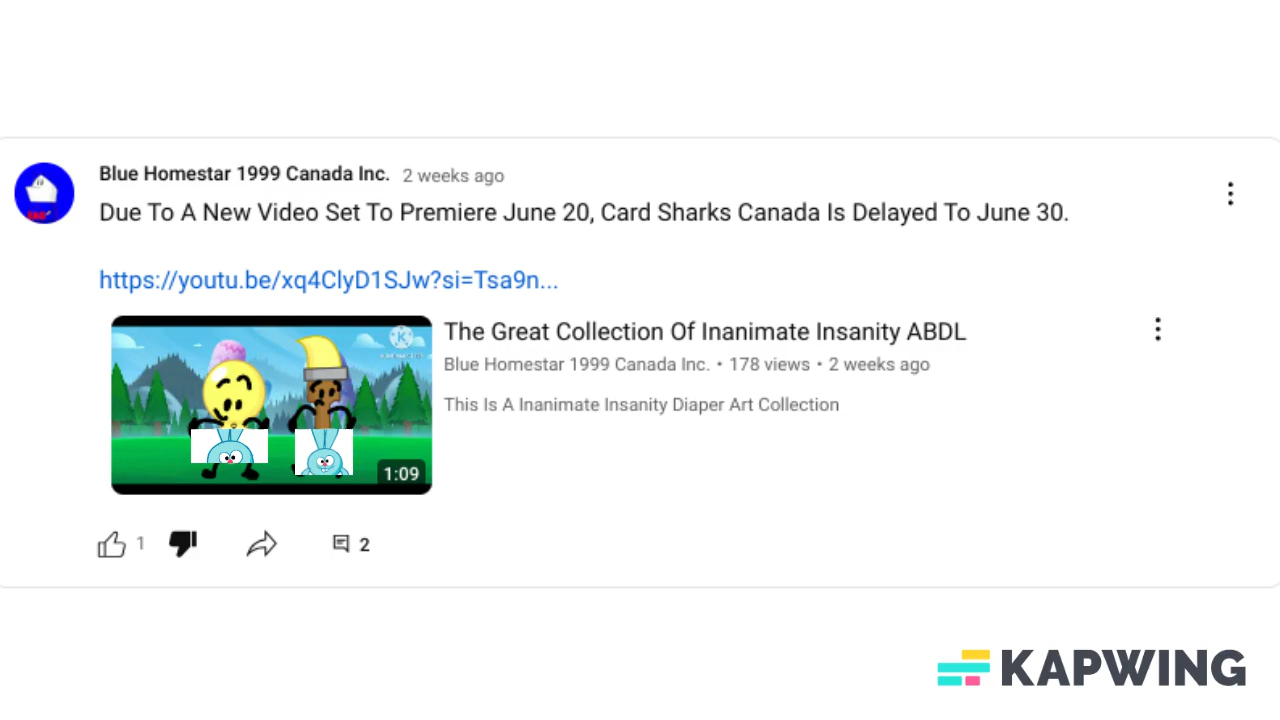 Blue Homestar 1999 Canada Inc. 2 weeks ago
Due To A New Video Set To Premiere June 20, Card Sharks Canada Is Delayed To June 30.
https://youtu.be/xq4ClyD1SJw?si=Tsa9n...
The Great Collection Of Inanimate Insanity ABDL
Blue Homestar 1999 Canada Inc. • 178 views • 2 weeks ago
This Is A Inanimate Insanity Diaper Art Collection
1:09
1
2
KAPWING